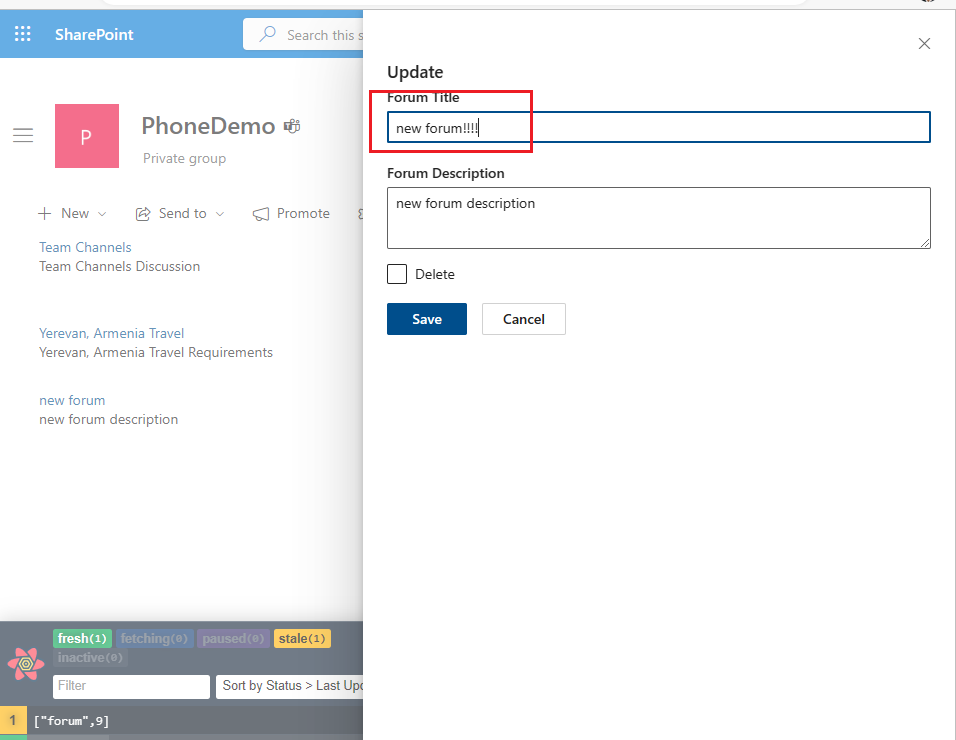 SharePoint
Search this s
P
PhoneDemo
Private group
New
Send to
Promote
Team Channels
Team Channels Discussion
Yerevan, Armenia Travel
Yerevan, Armenia Travel Requirements
new forum
new forum description
Update
Forum Title
new forum!!!!
Forum Description
new forum description
Delete
Save
Cancel
fresh(1) fetching(0) paused(0) stale(1)
inactive(0)
Filter
Sort by Status > Last Upd
1 ["forum",9]